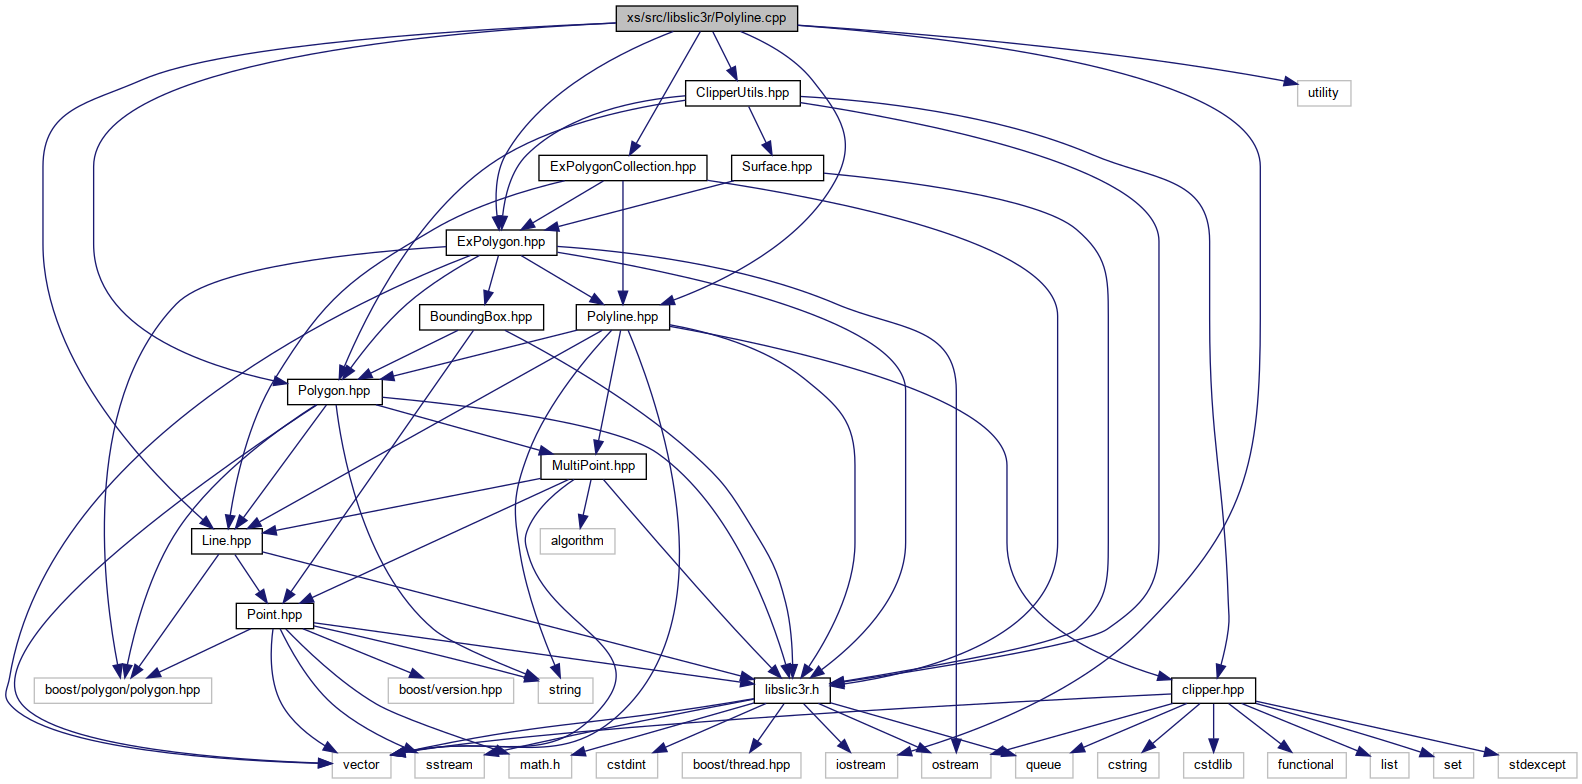 xs/src/libslic3r/Polyline.cpp
ClipperUtils.hpp
utility
ExPolygonCollection.hpp
Surface.hpp
ExPolygon.hpp
BoundingBox.hpp
Polyline.hpp
Polygon.hpp
MultiPoint.hpp
Line.hpp
algorithm
Point.hpp
boost/polygon/polygon.hpp
boost/version.hpp
string
libslic3r.h
clipper.hpp
vector
sstream
math.h
cstdint
boost/thread.hpp
iostream
ostream
queue
cstring
cstdlib
functional
list
set
stdexcept